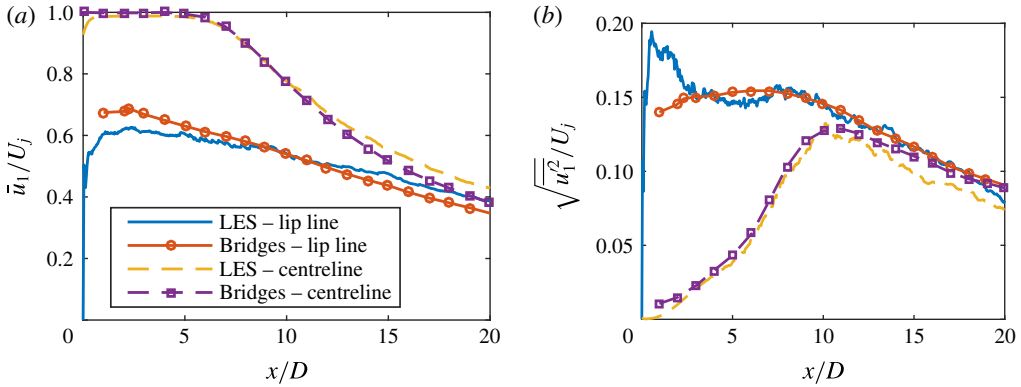 (a)
1.0
0.8
0.6
0.4
0.2
0
ū₁/Uⱼ
LES – lip line
Bridges – lip line
LES – centreline
Bridges – centreline
0 5 10 15 20
x/D
(b)
0.20
0.15
0.10
0.05
0
√u₁′²/Uⱼ
5 10 15 20
x/D